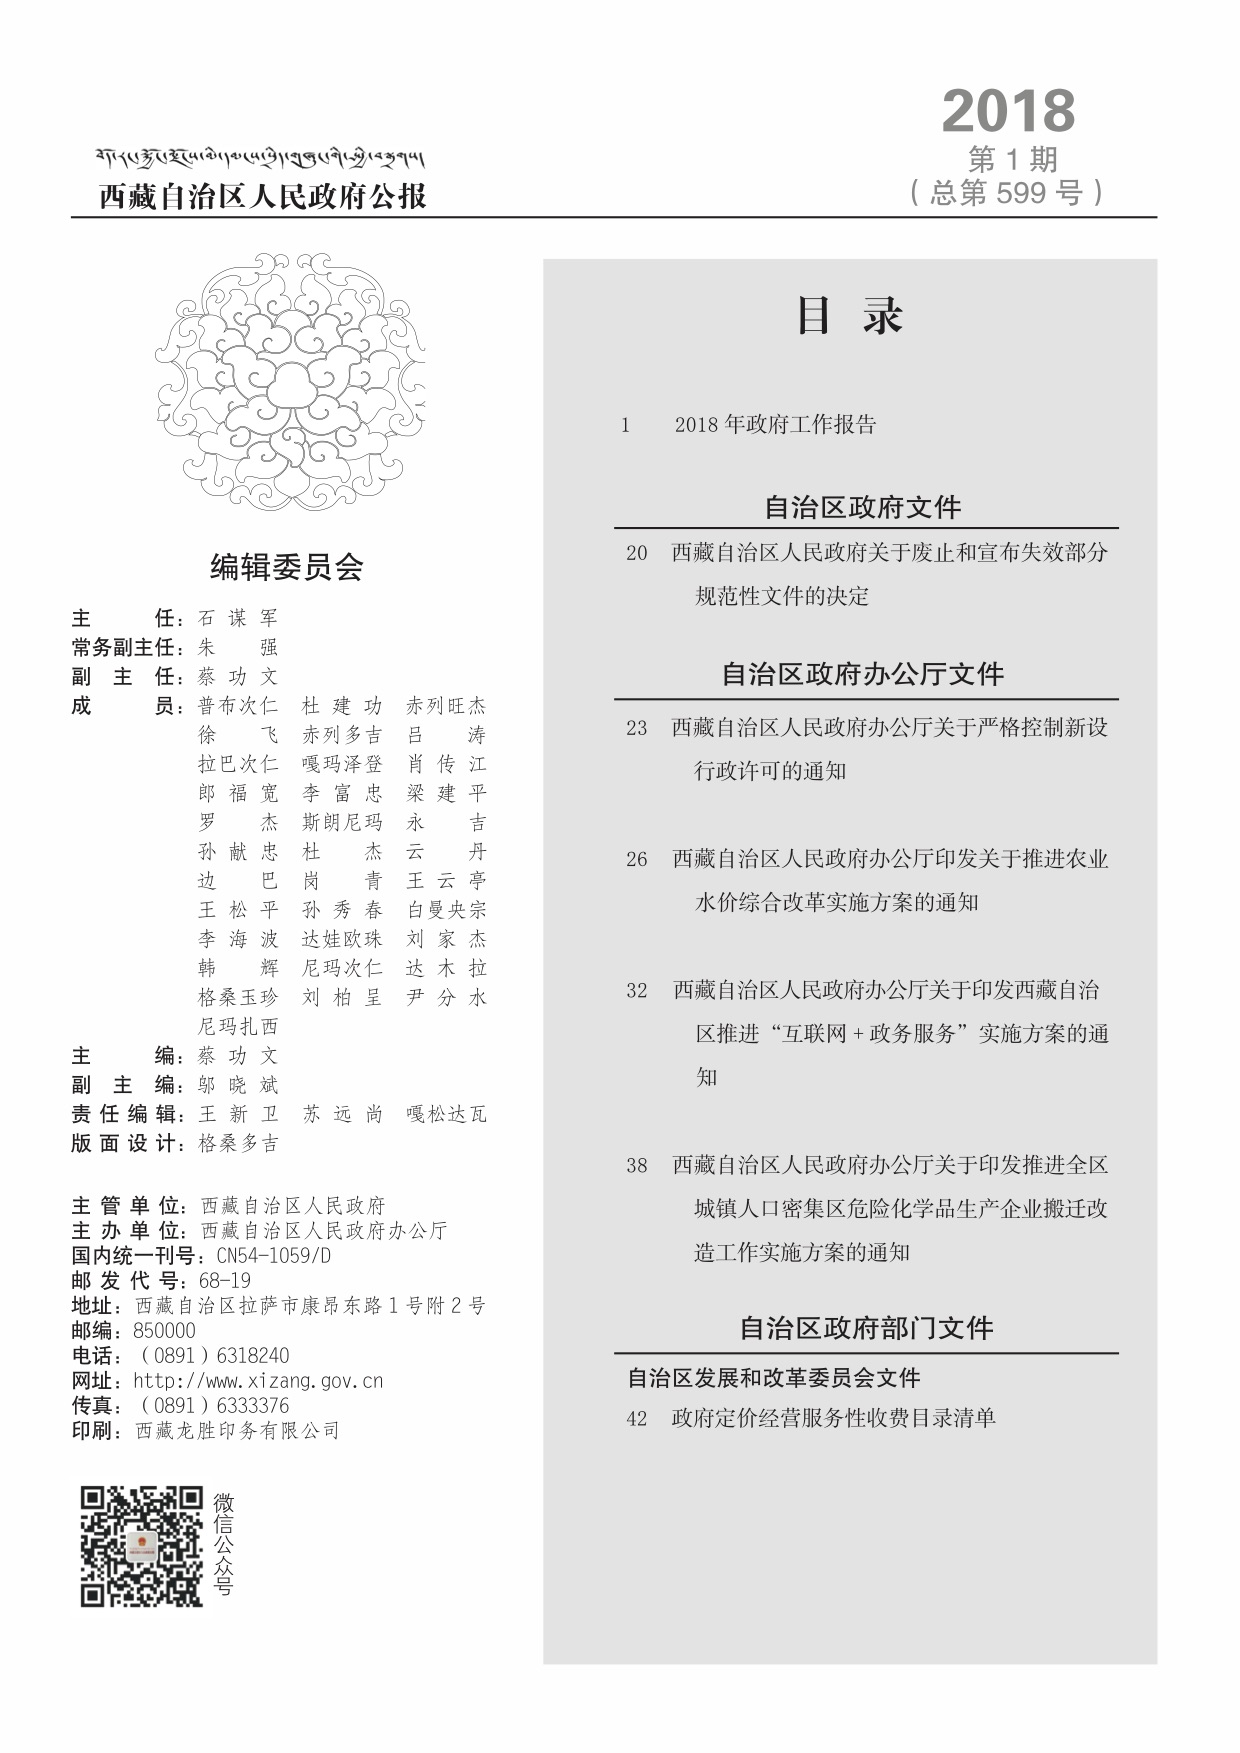 西藏自治区人民政府公报
2018
第 1 期
（总第 599 号）
编辑委员会
主 任：石 谋 军
常务副主任：朱 强
副 主 任：蔡 功 文
成 员：普布次仁 杜 建 功 赤列旺杰
徐 飞 赤列多吉 吕 涛
拉巴次仁 嘎玛泽登 肖 传 江
郎 福 宽 李 富 忠 梁 建 平
罗 杰 斯朗尼玛 永 吉
孙 献 忠 杜 杰 云 丹
边 巴 岗 青 王 云 亭
王 松 平 孙 秀 春 白曼央宗
李 海 波 达娃欧珠 刘 家 杰
韩 辉 尼玛次仁 达 木 拉
格桑玉珍 刘 柏 呈 尹 分 水
尼玛扎西
主 编：蔡 功 文
副 主 编：邬 晓 斌
责 任 编 辑：王 新 卫 苏 远 尚 嘎松达瓦
版 面 设 计：格桑多吉
主 管 单 位：西藏自治区人民政府
主 办 单 位：西藏自治区人民政府办公厅
国内统一刊号：CN54-1059/D
邮 发 代 号：68-19
地址：西藏自治区拉萨市康昂东路 1 号附 2 号
邮编：850000
电话：（0891）6318240
网址：http://www.xizang.gov.cn
传真：（0891）6333376
印刷：西藏龙胜印务有限公司
微信公众号
目 录
1 2018 年政府工作报告
自治区政府文件
20 西藏自治区人民政府关于废止和宣布失效部分
规范性文件的决定
自治区政府办公厅文件
23 西藏自治区人民政府办公厅关于严格控制新设
行政许可的通知
26 西藏自治区人民政府办公厅印发关于推进农业
水价综合改革实施方案的通知
32 西藏自治区人民政府办公厅关于印发西藏自治
区推进“互联网 + 政务服务”实施方案的通
知
38 西藏自治区人民政府办公厅关于印发推进全区
城镇人口密集区危险化学品生产企业搬迁改
造工作实施方案的通知
自治区政府部门文件
自治区发展和改革委员会文件
42 政府定价经营服务性收费目录清单